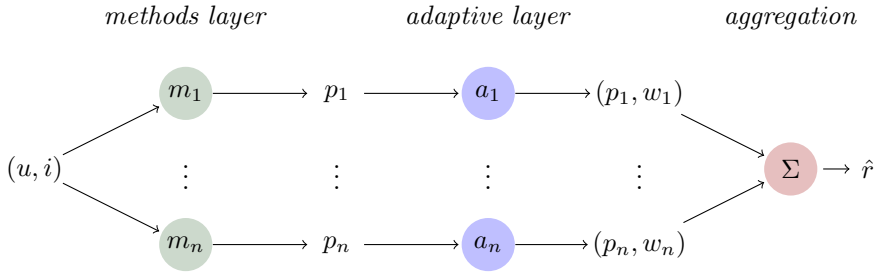 methods layer adaptive layer aggregation
m₁ p₁ a₁ (p₁, w₁)
(u, i) ⋮ ⋮ ⋮ ⋮ Σ r̂
mₙ pₙ aₙ (pₙ, wₙ)